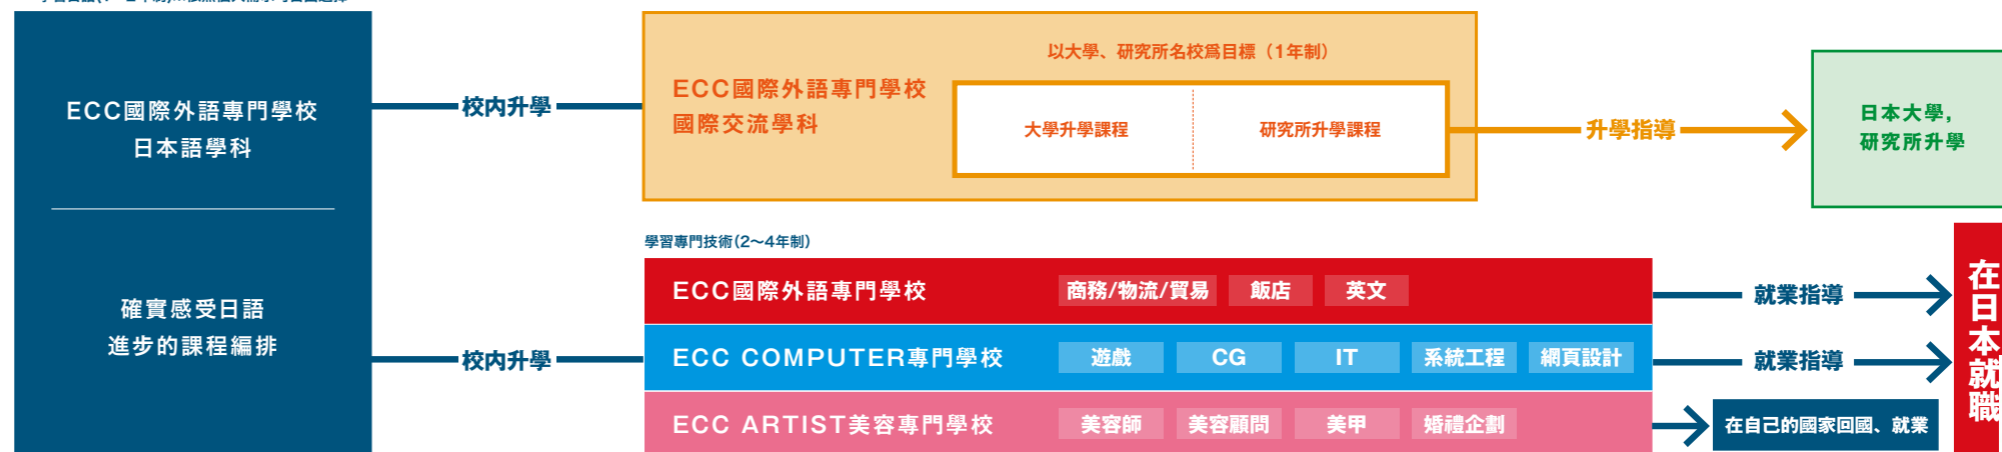 ECC國際外語專門學校
日本語學科
確實感受日語
進步的課程編排
校内升學
校内升學
以大學、研究所名校爲目標（1年制）
ECC國際外語專門學校
國際交流學科
大學升學課程
研究所升學課程
升學指導
日本大學,
研究所升學
學習專門技術(2～4年制)
ECC國際外語專門學校
商務/物流/貿易
飯店
英文
就業指導
ECC COMPUTER專門學校
遊戲
CG
IT
系統工程
網頁設計
就業指導
ECC ARTIST美容專門學校
美容師
美容顧問
美甲
婚禮企劃
在自己的國家回國、就業
在日本就職